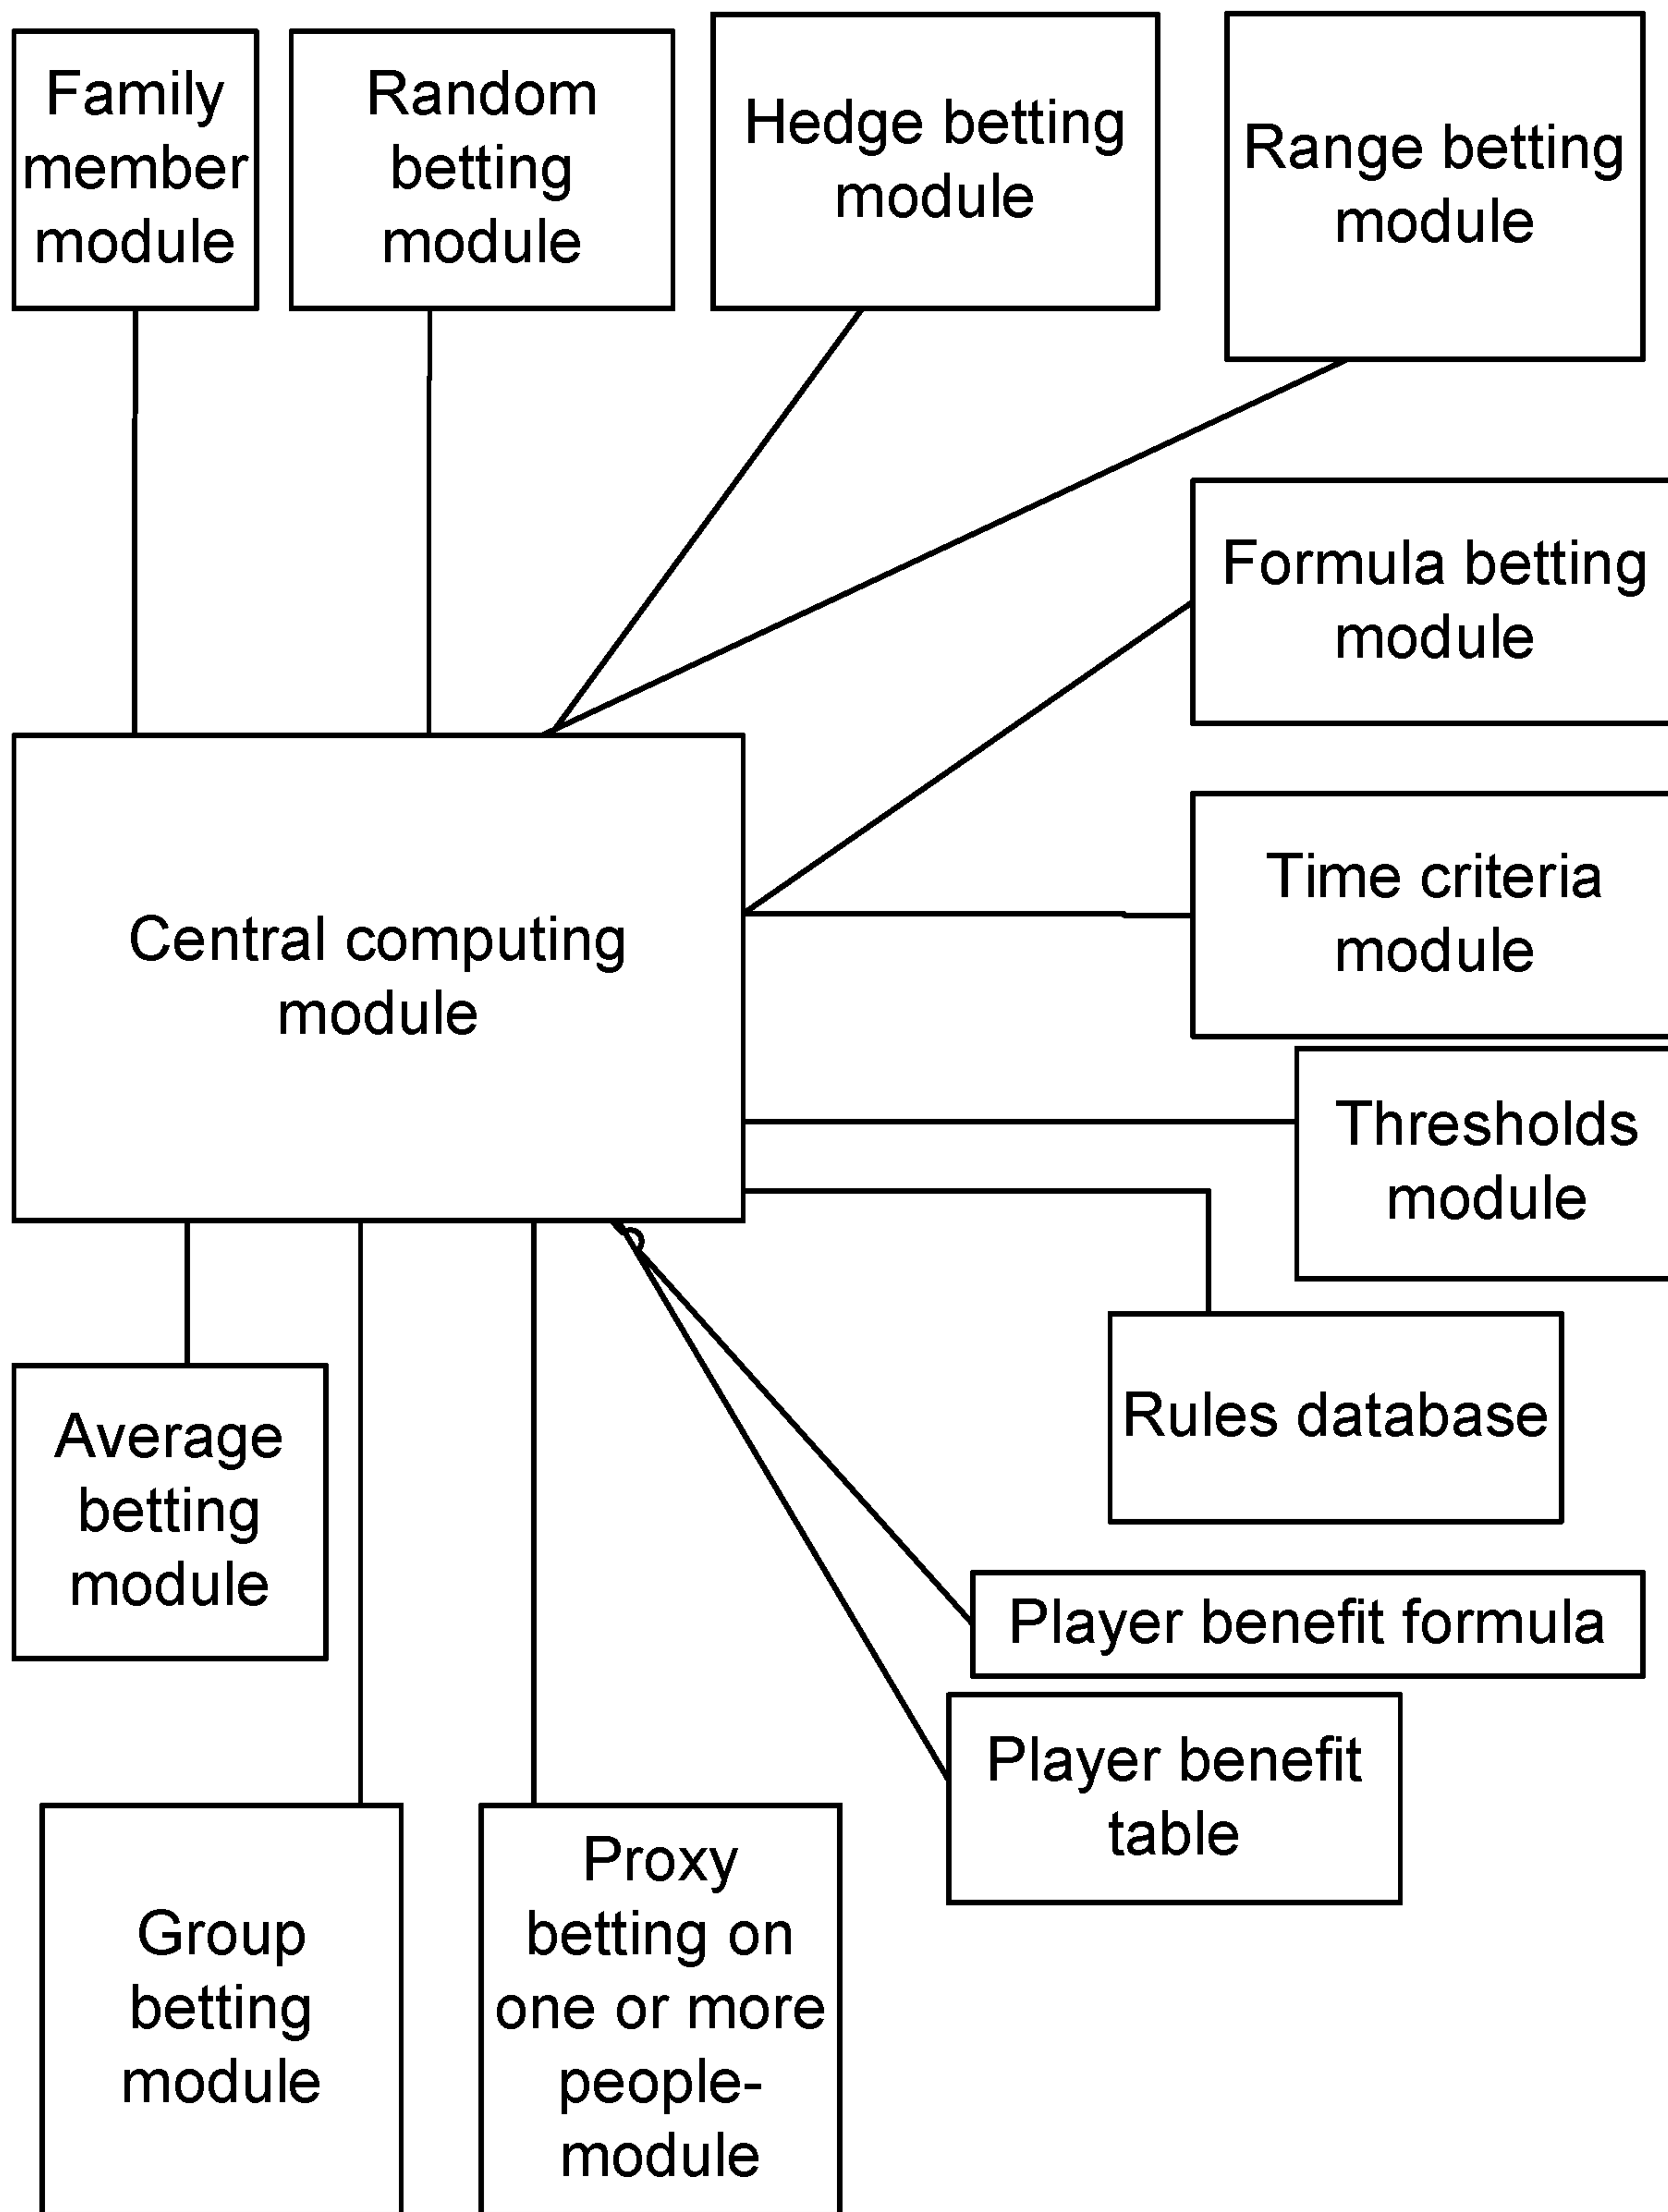 Family
member
module
Random
betting
module
Hedge betting
module
Range betting
module
Formula betting
module
Central computing
module
Time criteria
module
Thresholds
module
Rules database
Average
betting
module
Player benefit formula
Player benefit
table
Group
betting
module
Proxy
betting on
one or more
people-
module